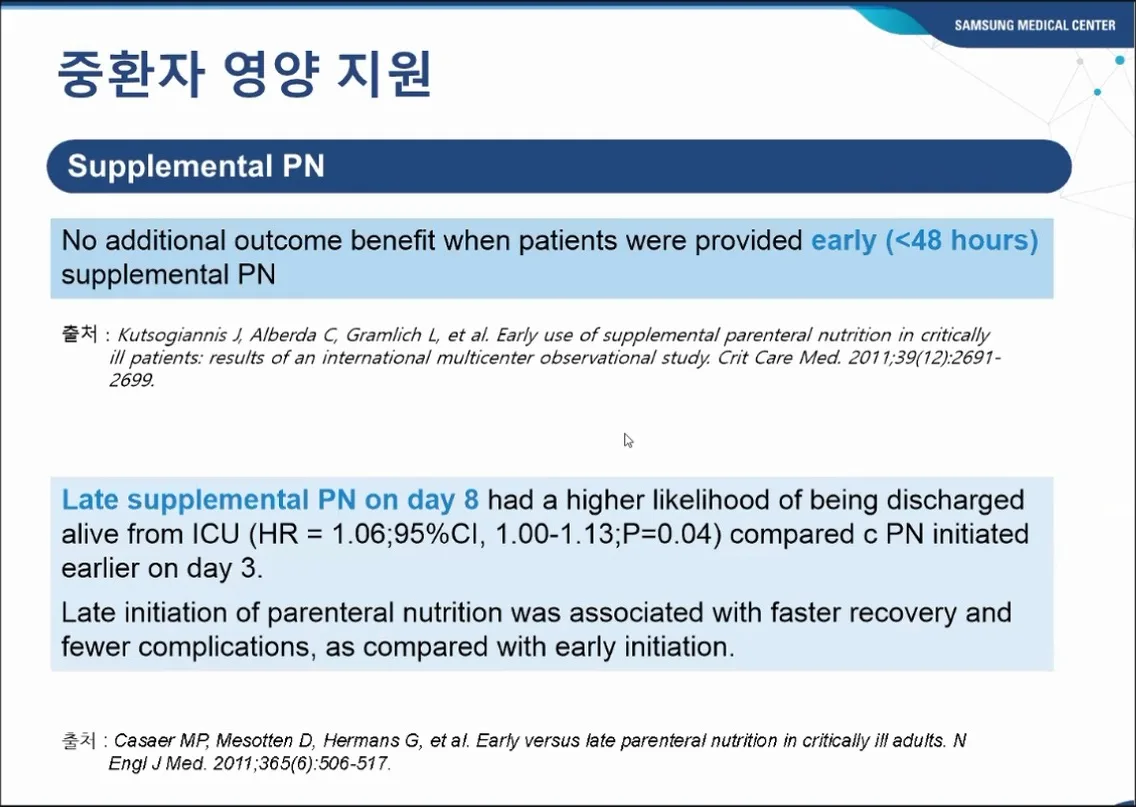 SAMSUNG MEDICAL CENTER
중환자 영양 지원
Supplemental PN
No additional outcome benefit when patients were provided early (<48 hours)
supplemental PN
출처 : Kutsogiannis J, Alberda C, Gramlich L, et al. Early use of supplemental parenteral nutrition in critically
ill patients: results of an international multicenter observational study. Crit Care Med. 2011;39(12):2691-
2699.
Late supplemental PN on day 8 had a higher likelihood of being discharged
alive from ICU (HR = 1.06;95%CI, 1.00-1.13;P=0.04) compared c PN initiated
earlier on day 3.
Late initiation of parenteral nutrition was associated with faster recovery and
fewer complications, as compared with early initiation.
출처 : Casaer MP, Mesotten D, Hermans G, et al. Early versus late parenteral nutrition in critically ill adults. N
Engl J Med. 2011;365(6):506-517.